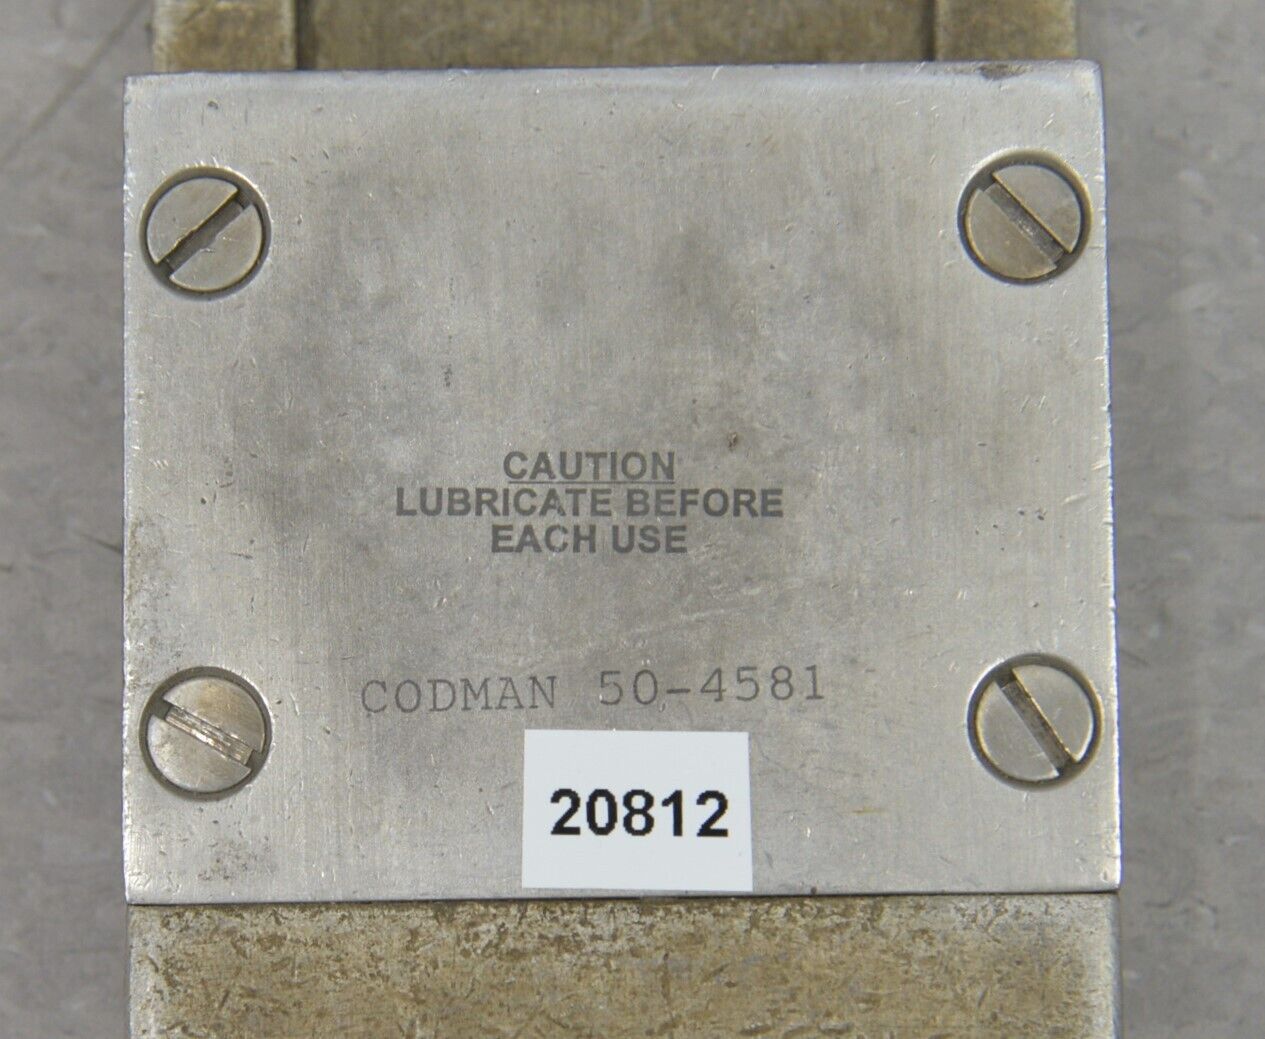 CAUTION
LUBRICATE BEFORE
EACH USE
CODMAN 50-4581
20812